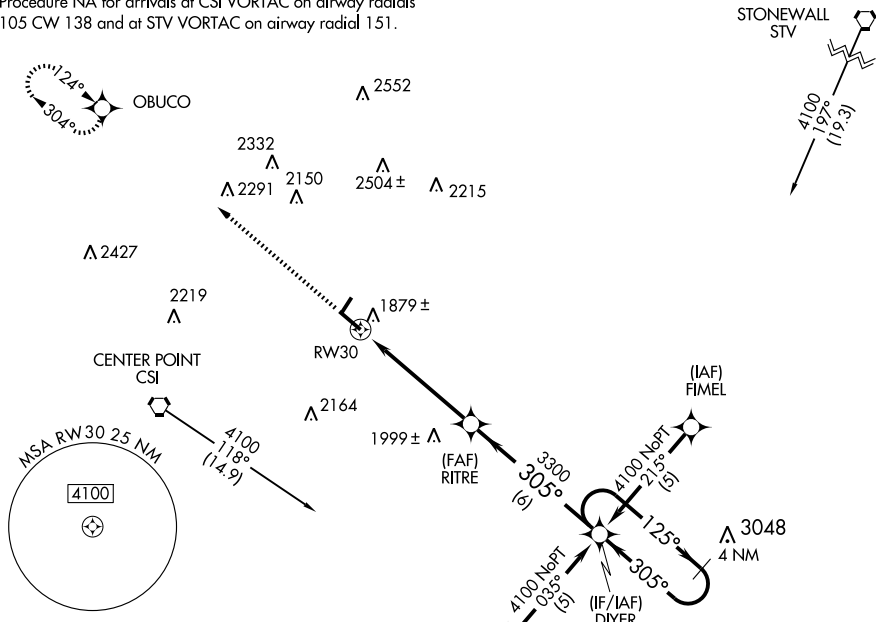 Procedure NA for arrivals at CSI VORTAC on airway radials
105 CW 138 and at STV VORTAC on airway radial 151.
STONEWALL
STV
4100
197°
(19.3)
124°
304°
OBUCO
2552
2332
2291
2150
2504 ±
2215
2427
2219
1879 ±
RW30
CENTER POINT
CSI
4100
118°
(14.9)
2164
1999 ±
(FAF)
RITRE
(IAF)
FIMEL
4100 NoPT
215°
(5)
3300
305°
(6)
MSA RW30 25 NM
4100
125°
305°
3048
4 NM
4100 NoPT
035°
(5)
(IF/IAF)